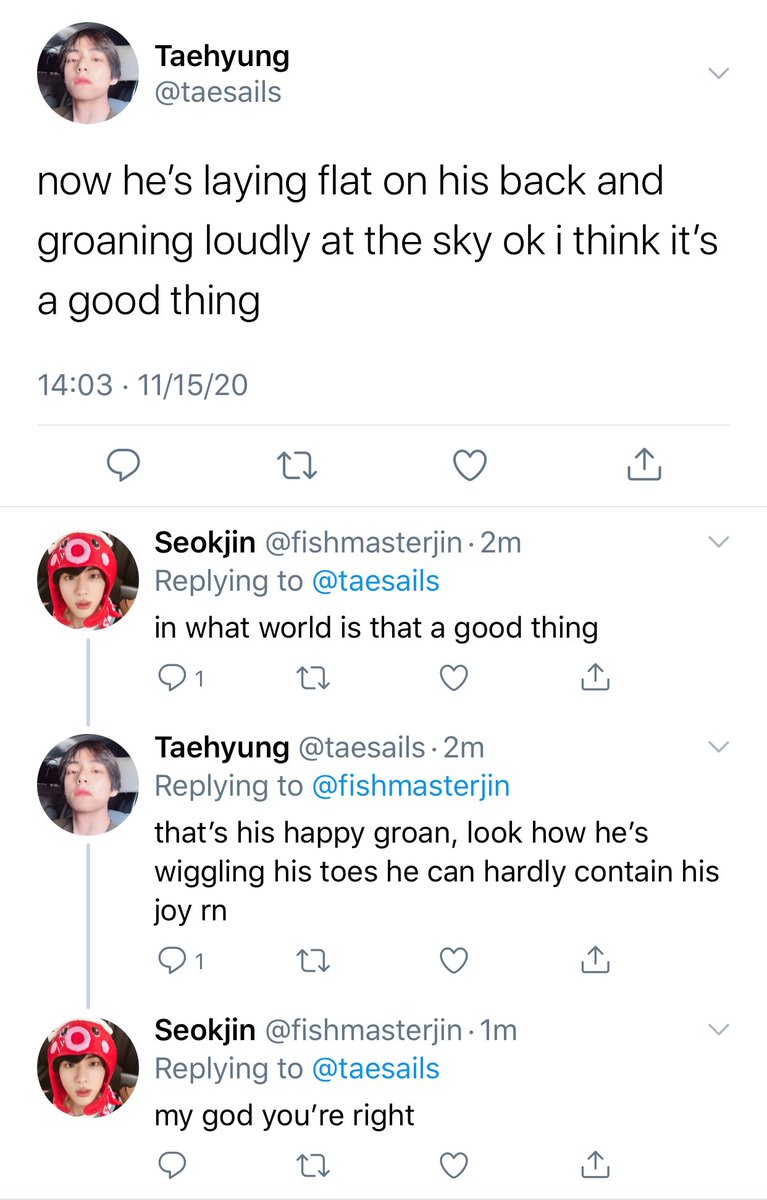 Taehyung
@taesails
now he’s laying flat on his back and
groaning loudly at the sky ok i think it’s
a good thing
14:03 · 11/15/20
Seokjin @fishmasterjin · 2m
Replying to @taesails
in what world is that a good thing
1
Taehyung @taesails · 2m
Replying to @fishmasterjin
that’s his happy groan, look how he’s
wiggling his toes he can hardly contain his
joy rn
1
Seokjin @fishmasterjin · 1m
Replying to @taesails
my god you’re right